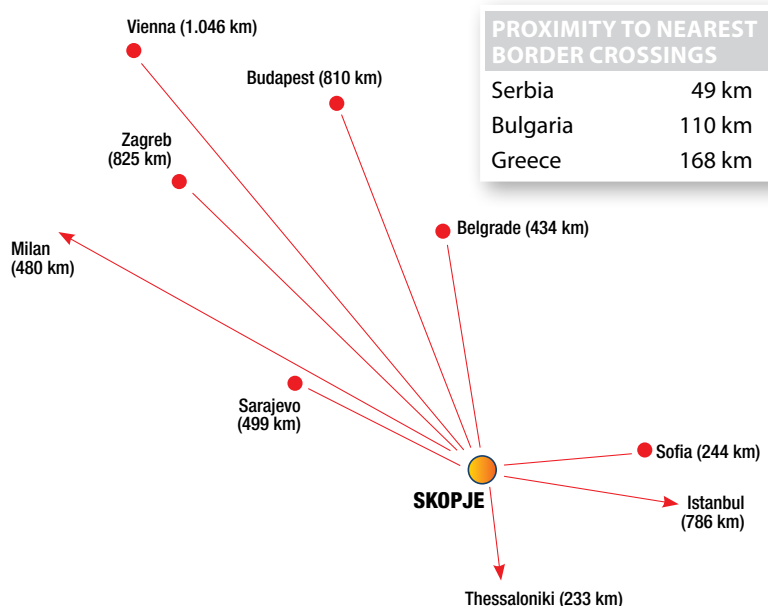 Vienna (1.046 km)
Budapest (810 km)
Zagreb
(825 km)
Milan
(480 km)
Belgrade (434 km)
Sarajevo
(499 km)
Sofia (244 km)
SKOPJE
Istanbul
(786 km)
Thessaloniki (233 km)
PROXIMITY TO NEAREST
BORDER CROSSINGS
Serbia 49 km
Bulgaria 110 km
Greece 168 km